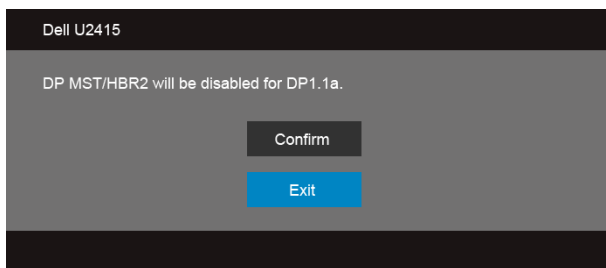 Dell U2415
DP MST/HBR2 will be disabled for DP1.1a.
Confirm
Exit